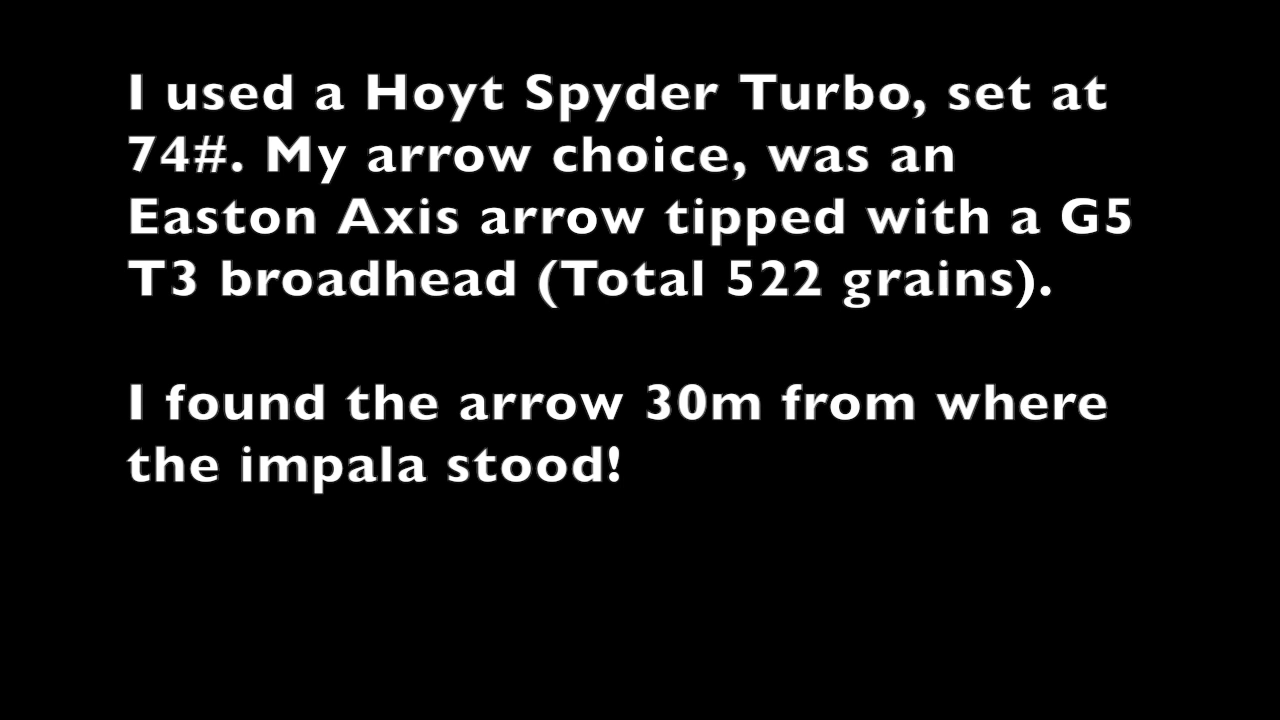 I used a Hoyt Spyder Turbo, set at
74#. My arrow choice, was an
Easton Axis arrow tipped with a G5
T3 broadhead (Total 522 grains).
I found the arrow 30m from where
the impala stood!